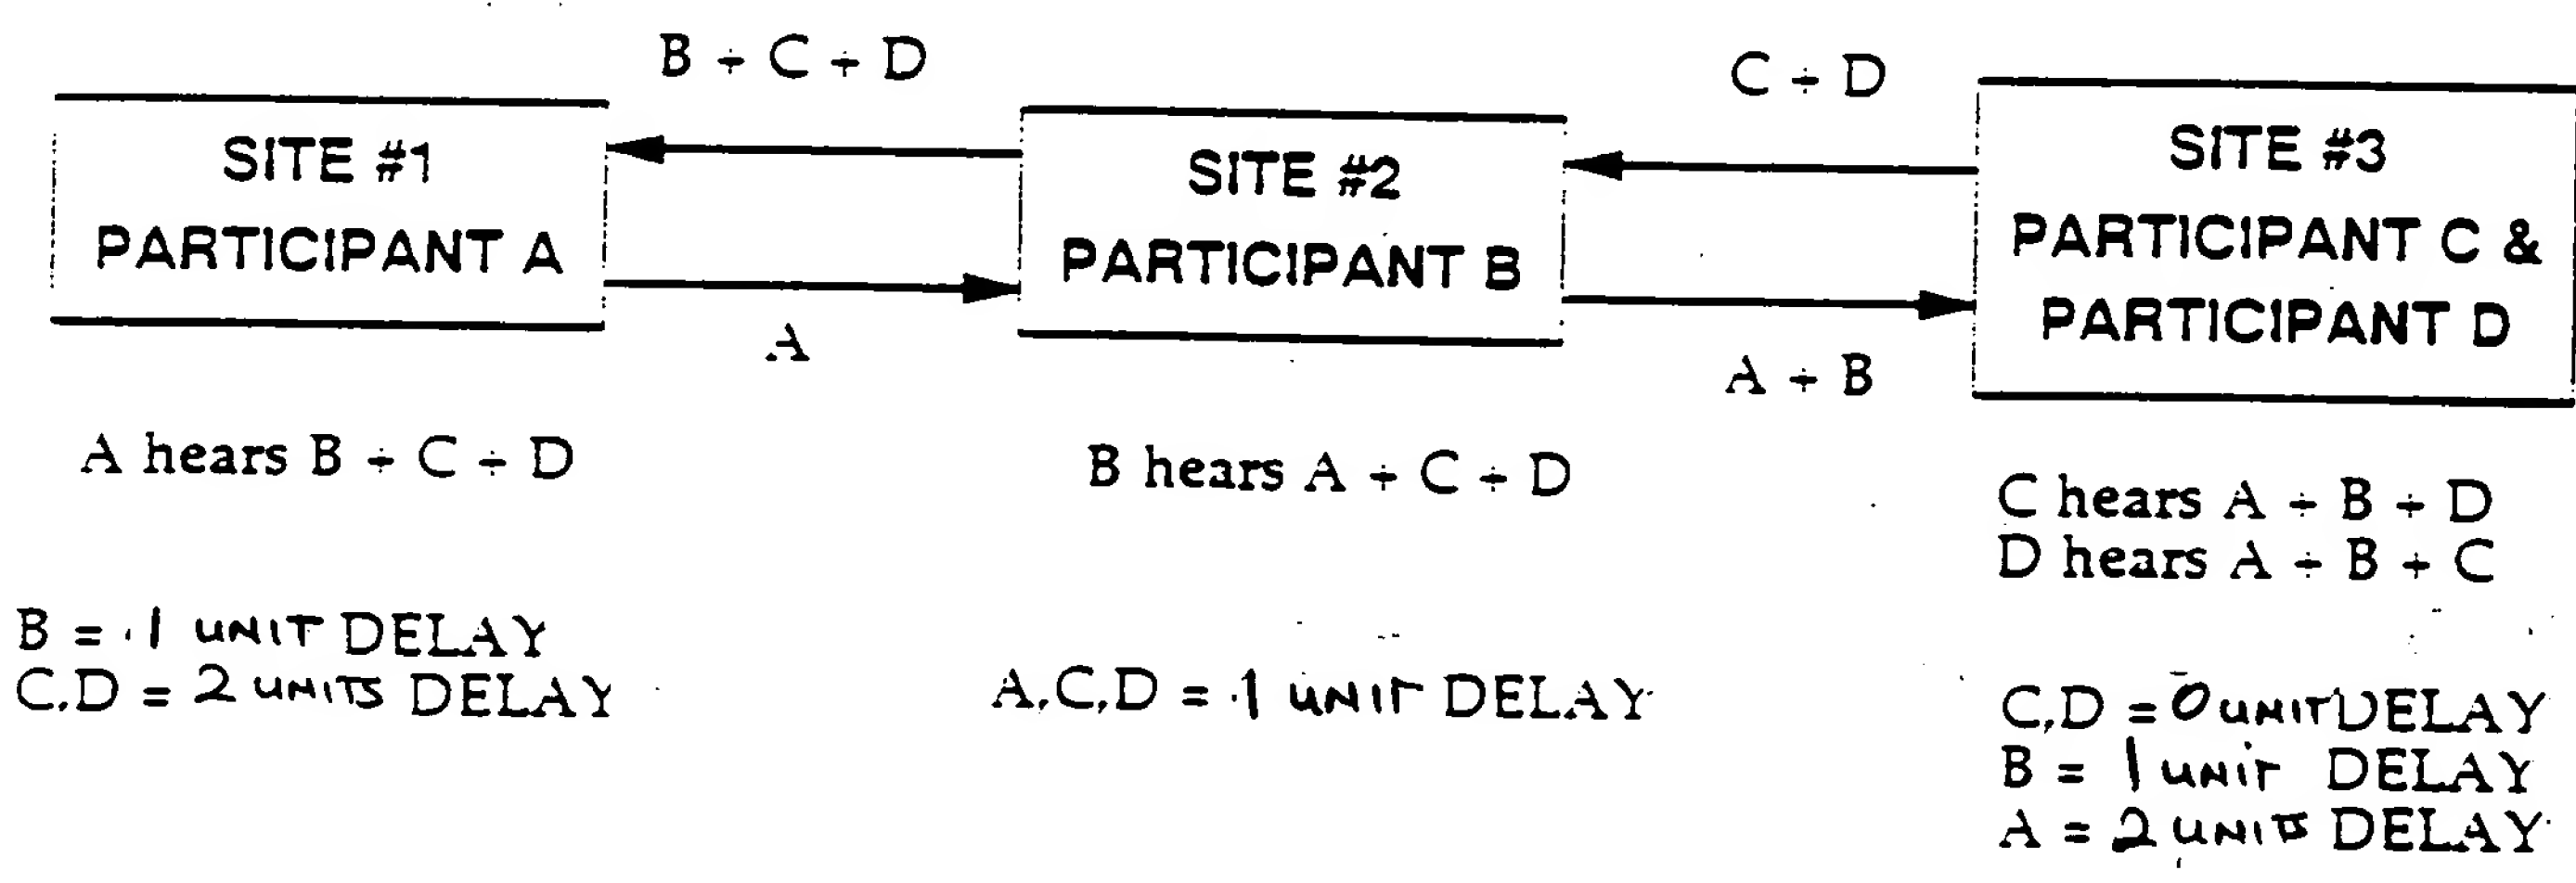 B + C + D
C + D
SITE #1
PARTICIPANT A
SITE #2
PARTICIPANT B
SITE #3
PARTICIPANT C &
PARTICIPANT D
A
A + B
A hears B + C + D
B hears A + C + D
C hears A + B + D
D hears A + B + C
B = 1 UNIT DELAY
C,D = 2 UNITS DELAY
A,C,D = 1 UNIT DELAY
C,D = 0 UNIT DELAY
B = 1 UNIT DELAY
A = 2 UNITS DELAY